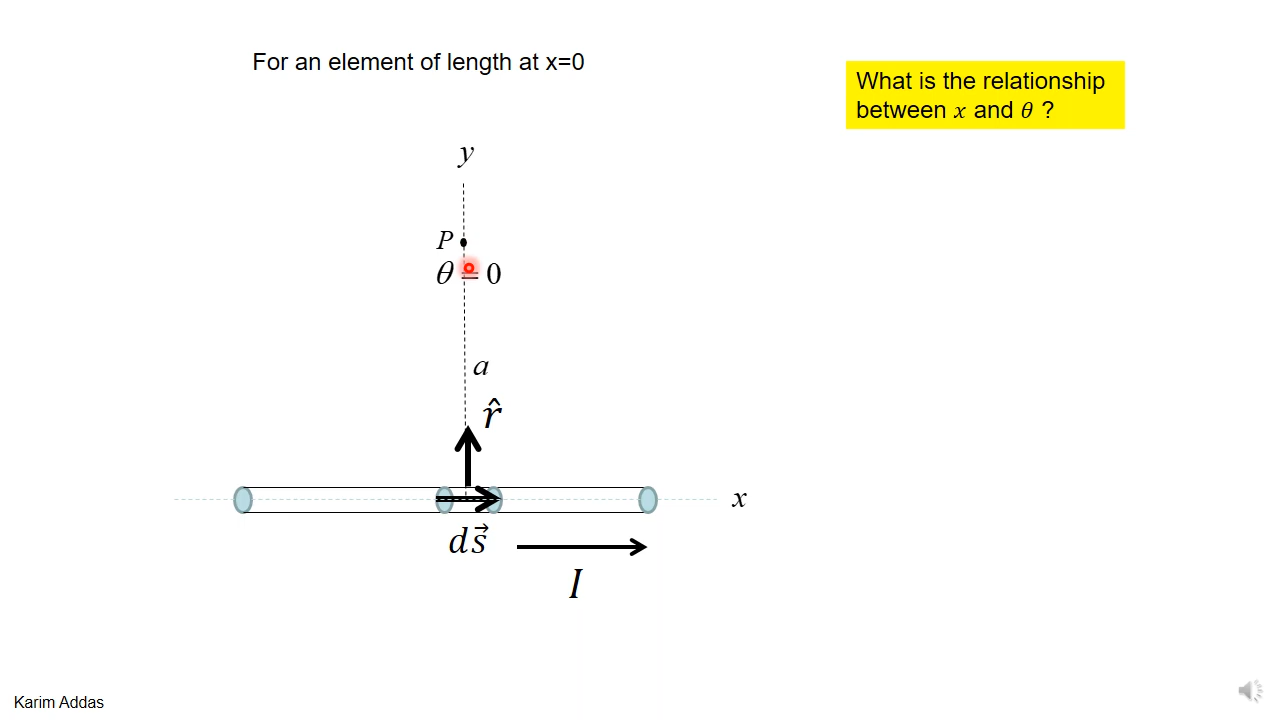 For an element of length at x=0
What is the relationship
between x and θ ?
y
P
θ = 0
a
r̂
x
ds⃗
I
Karim Addas